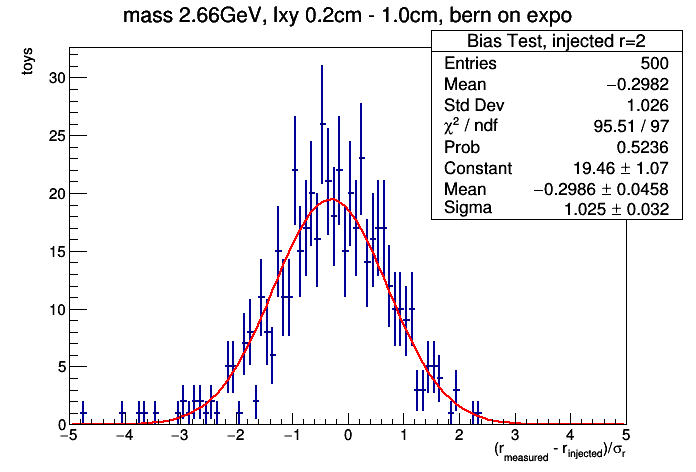 mass 2.66GeV, lxy 0.2cm - 1.0cm, bern on expo
Bias Test, injected r=2
Entries 500
Mean −0.2982
Std Dev 1.026
χ² / ndf 95.51 / 97
Prob 0.5236
Constant 19.46 ± 1.07
Mean −0.2986 ± 0.0458
Sigma 1.025 ± 0.032
toys
30
25
20
15
10
5
0
−5 −4 −3 −2 −1 0 1 2 3 4 5
(r_measured - r_injected)/σ_r